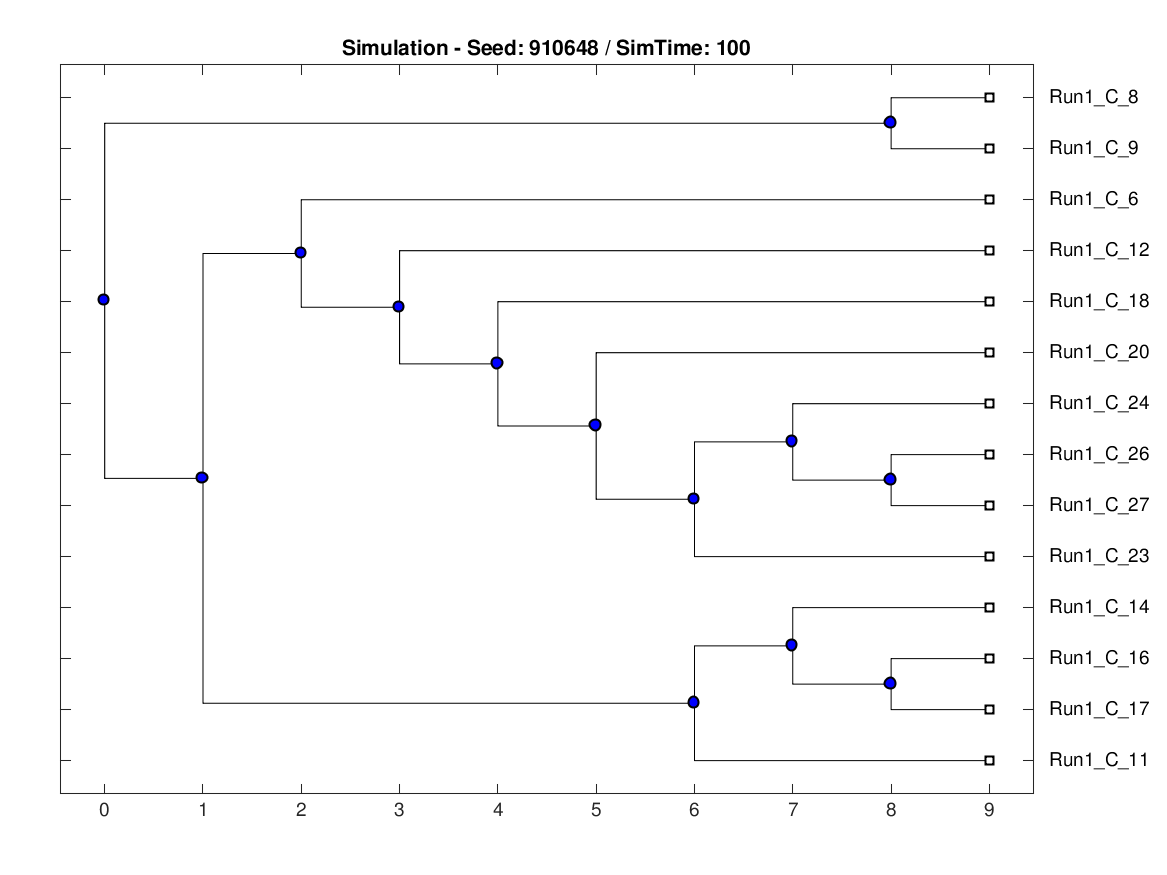 Simulation - Seed: 910648 / SimTime: 100
Run1_C_8
Run1_C_9
Run1_C_6
Run1_C_12
Run1_C_18
Run1_C_20
Run1_C_24
Run1_C_26
Run1_C_27
Run1_C_23
Run1_C_14
Run1_C_16
Run1_C_17
Run1_C_11
0 1 2 3 4 5 6 7 8 9